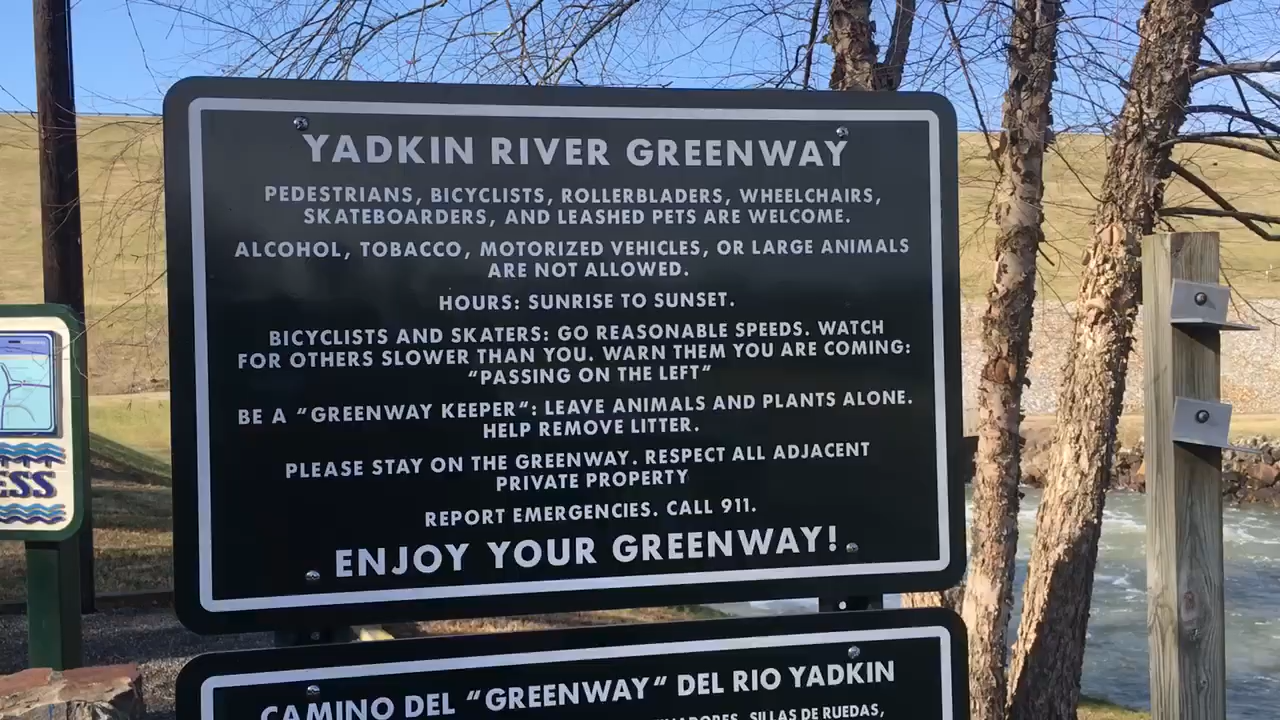 YADKIN RIVER GREENWAY
PEDESTRIANS, BICYCLISTS, ROLLERBLADERS, WHEELCHAIRS,
SKATEBOARDERS, AND LEASHED PETS ARE WELCOME.
ALCOHOL, TOBACCO, MOTORIZED VEHICLES, OR LARGE ANIMALS
ARE NOT ALLOWED.
HOURS: SUNRISE TO SUNSET.
BICYCLISTS AND SKATERS: GO REASONABLE SPEEDS. WATCH
FOR OTHERS SLOWER THAN YOU. WARN THEM YOU ARE COMING:
"PASSING ON THE LEFT"
BE A "GREENWAY KEEPER": LEAVE ANIMALS AND PLANTS ALONE.
HELP REMOVE LITTER.
PLEASE STAY ON THE GREENWAY. RESPECT ALL ADJACENT
PRIVATE PROPERTY
REPORT EMERGENCIES. CALL 911.
ENJOY YOUR GREENWAY!
CAMINO DEL "GREENWAY" DEL RIO YADKIN
SILLAS DE RUEDAS,
ESS